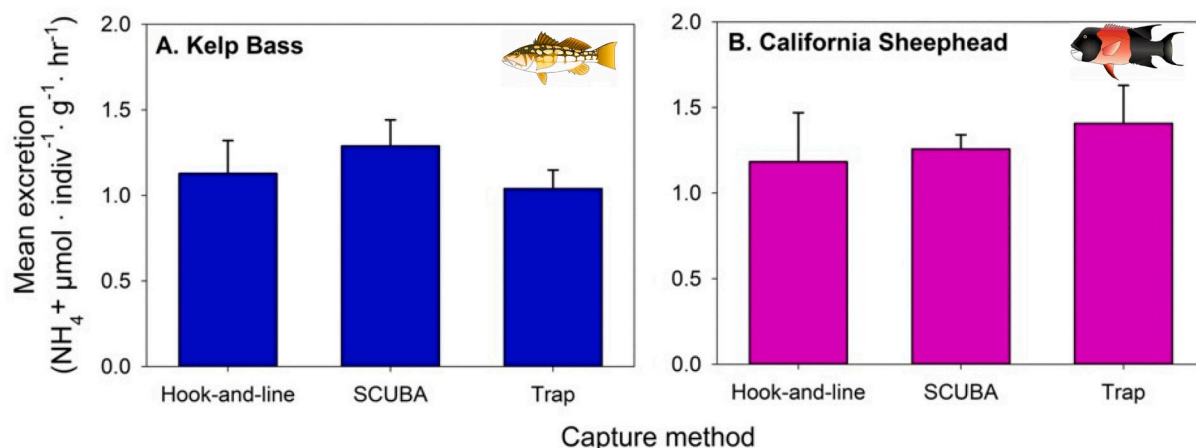 Mean excretion
(NH₄+ μmol · indiv⁻¹ · g⁻¹ · hr⁻¹)
A. Kelp Bass
2.0
1.5
1.0
0.5
0.0
Hook-and-line SCUBA Trap
B. California Sheephead
2.0
1.5
1.0
0.5
0.0
Hook-and-line SCUBA Trap
Capture method